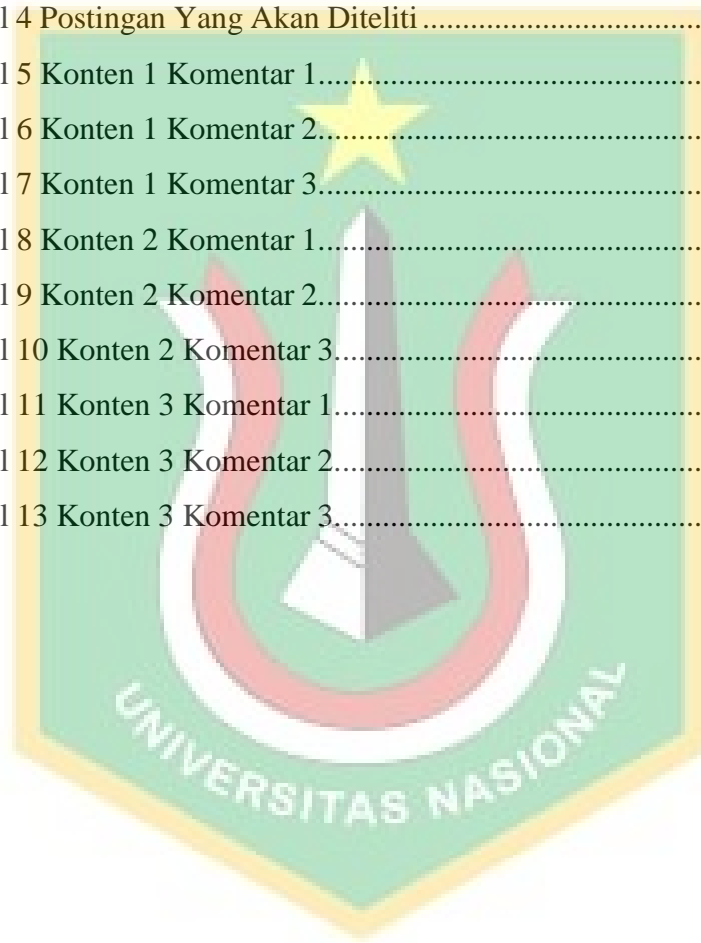 l 4 Postingan Yang Akan Diteliti................................
l 5 Konten 1 Komentar 1............................................
l 6 Konten 1 Komentar 2............................................
l 7 Konten 1 Komentar 3............................................
l 8 Konten 2 Komentar 1............................................
l 9 Konten 2 Komentar 2............................................
l 10 Konten 2 Komentar 3..........................................
l 11 Konten 3 Komentar 1..........................................
l 12 Konten 3 Komentar 2..........................................
l 13 Konten 3 Komentar 3..........................................
UNIVERSITAS NASIONAL